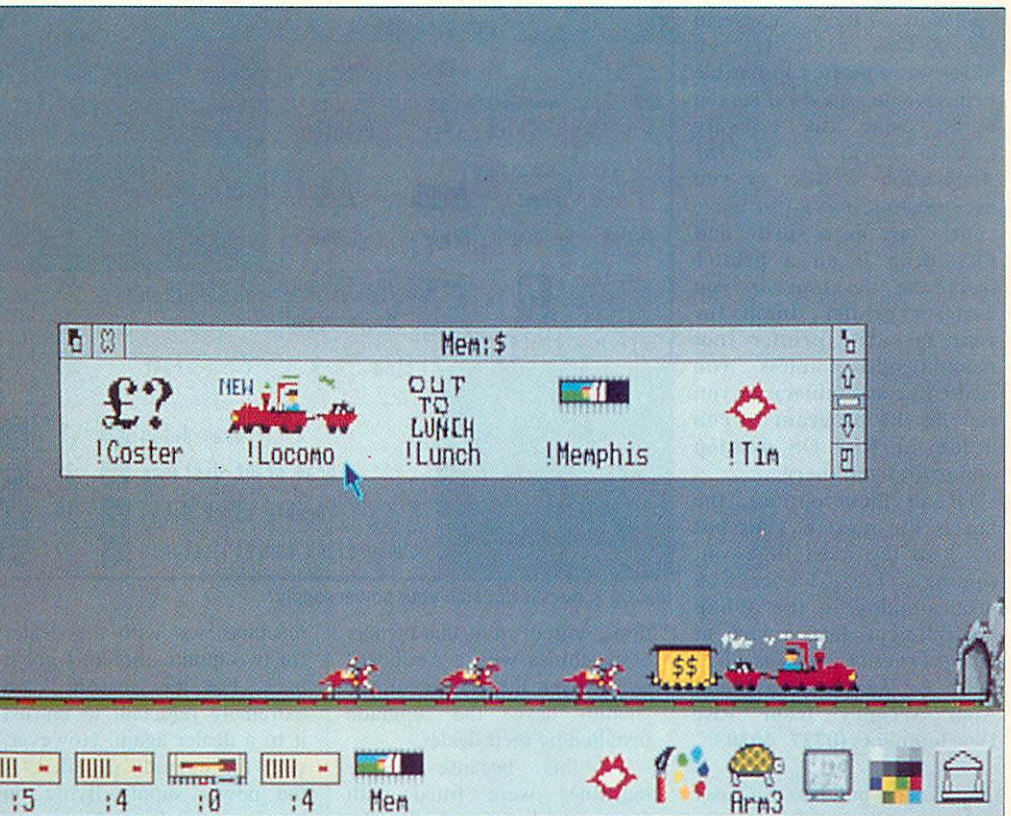 Mem:$
£?
NEW
OUT
TO
LUNCH
!Coster
!Locomo
!Lunch
!Memphis
!Tim
$$
:5
:4
:0
:4
Mem
Arm3